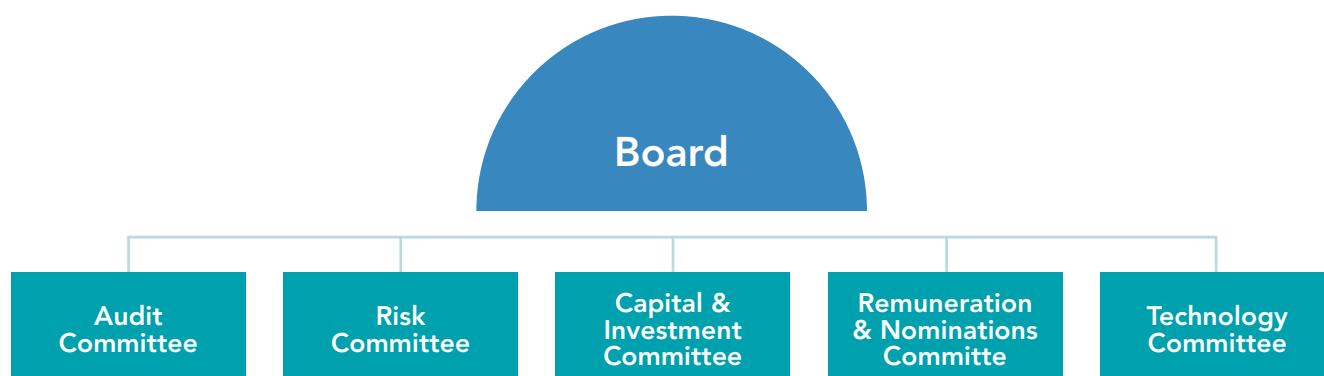 Board
Audit
Committee
Risk
Committee
Capital &
Investment
Committee
Remuneration
& Nominations
Committe
Technology
Committee